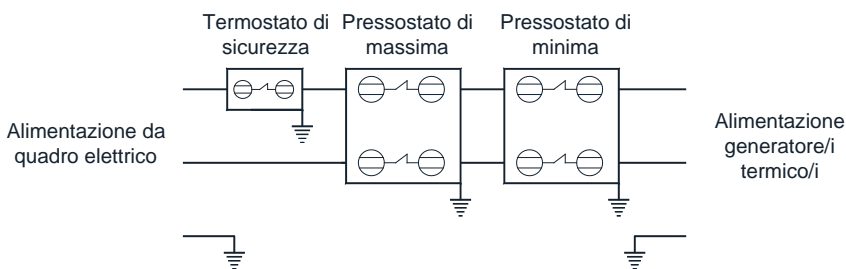 Termostato di
sicurezza
Pressostato di
massima
Pressostato di
minima
Alimentazione da
quadro elettrico
Alimentazione
generatore/i
termico/i